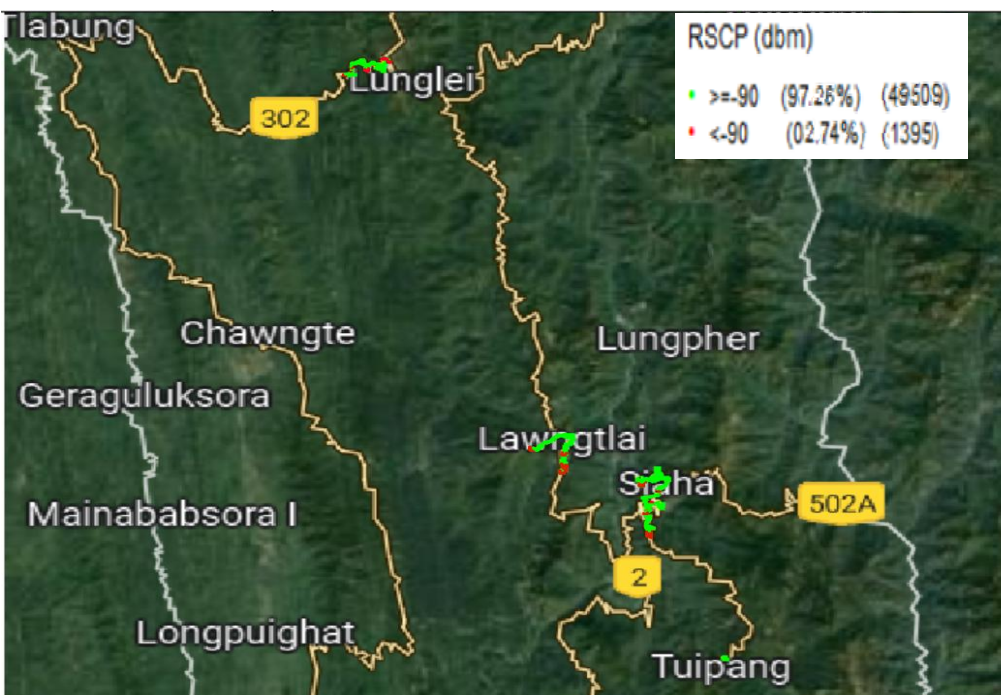 Tlabung
RSCP (dbm)
>=-90 (97.26%) (49509)
<-90 (02.74%) (1395)
Lunglei
302
Chawngte
Lungpher
Geraguluksora
Lawngtlai
Siaha
502A
Mainababsora I
2
Longpuighat
Tuipang